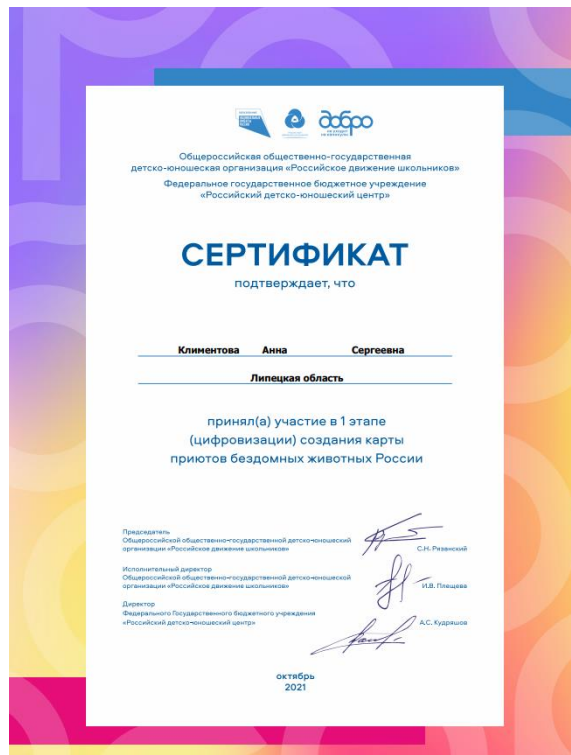 добро
Общероссийская общественно-государственная
детско-юношеская организация «Российское движение школьников»
Федеральное государственное бюджетное учреждение
«Российский детско-юношеский центр»
СЕРТИФИКАТ
подтверждает, что
Климентова Анна Сергеевна
Липецкая область
принял(а) участие в 1 этапе
(цифровизации) создания карты
приютов бездомных животных России
Председатель
Общероссийской общественно-государственной детско-юношеский
организации «Российское движение школьников»
С.Н. Рязанский
Исполнительный директор
Общероссийской общественно-государственной детско-юношеской
организации «Российское движение школьников»
И.В. Плещева
Директор
Федерального Государственного бюджетного учреждения
«Российский детско-юношеский центр»
А.С. Кудряшов
октябрь
2021